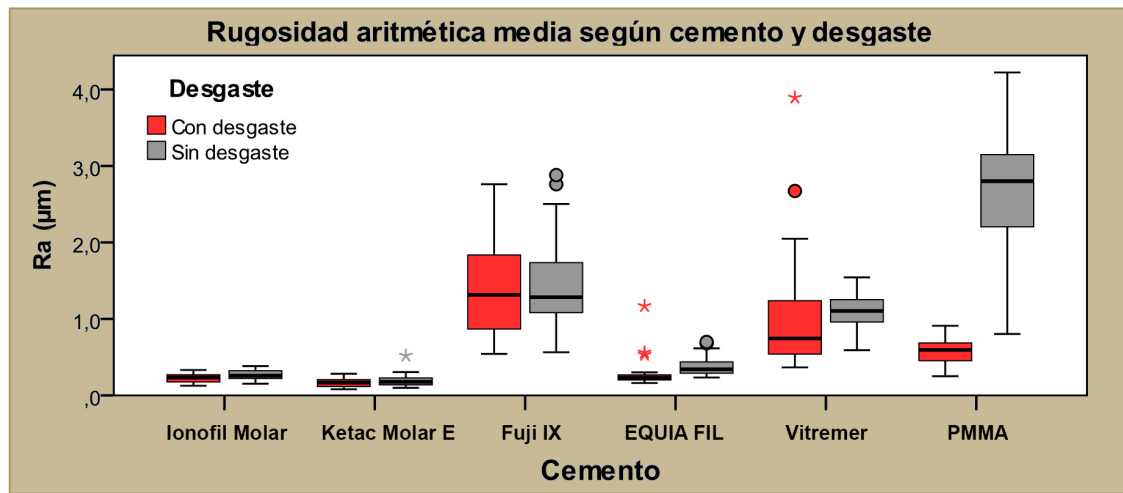 Rugosidad aritmética media según cemento y desgaste
Desgaste
Con desgaste
Sin desgaste
Ra (µm)
4,0
3,0
2,0
1,0
,0
Ionofil Molar Ketac Molar E Fuji IX EQUIA FIL Vitremer PMMA
Cemento